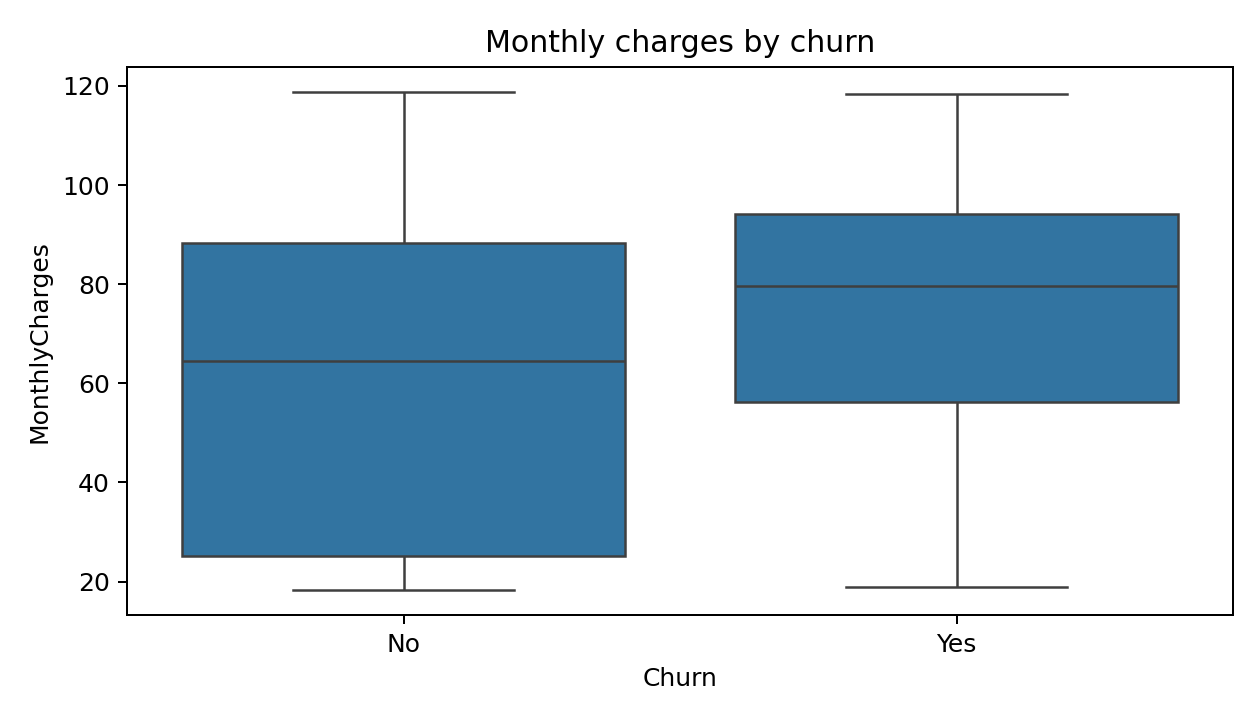 Monthly charges by churn
120
100
80
60
40
20
MonthlyCharges
No
Yes
Churn